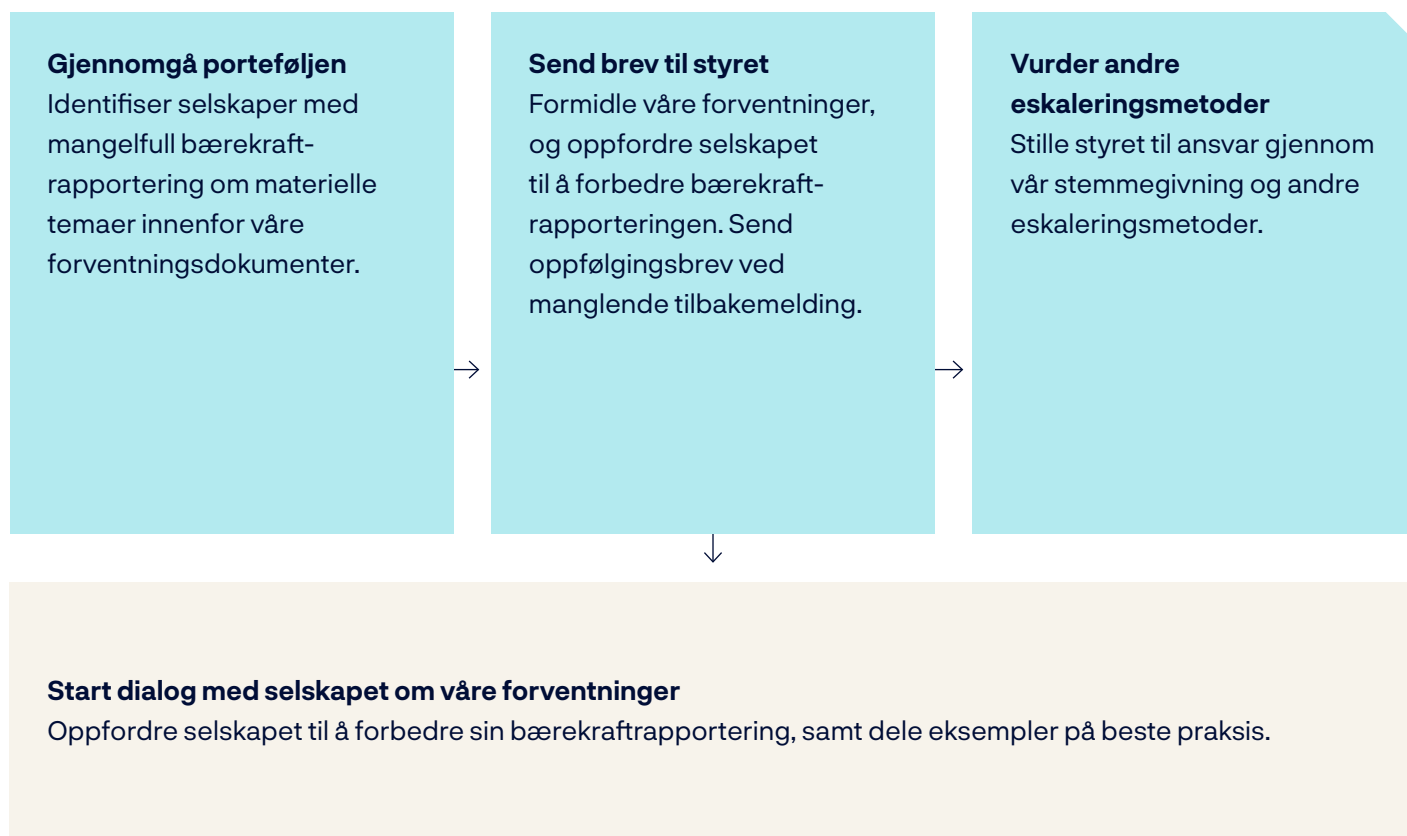 Gjennomgå porteføljen
Identifiser selskaper med
mangelfull bærekraft-
rapportering om materielle
temaer innenfor våre
forventningsdokumenter.
Send brev til styret
Formidle våre forventninger,
og oppfordre selskapet
til å forbedre bærekraft-
rapporteringen. Send
oppfølgingsbrev ved
manglende tilbakemelding.
Vurder andre
eskaleringsmetoder
Stille styret til ansvar gjennom
vår stemmegivning og andre
eskaleringsmetoder.
Start dialog med selskapet om våre forventninger
Oppfordre selskapet til å forbedre sin bærekraftrapportering, samt dele eksempler på beste praksis.